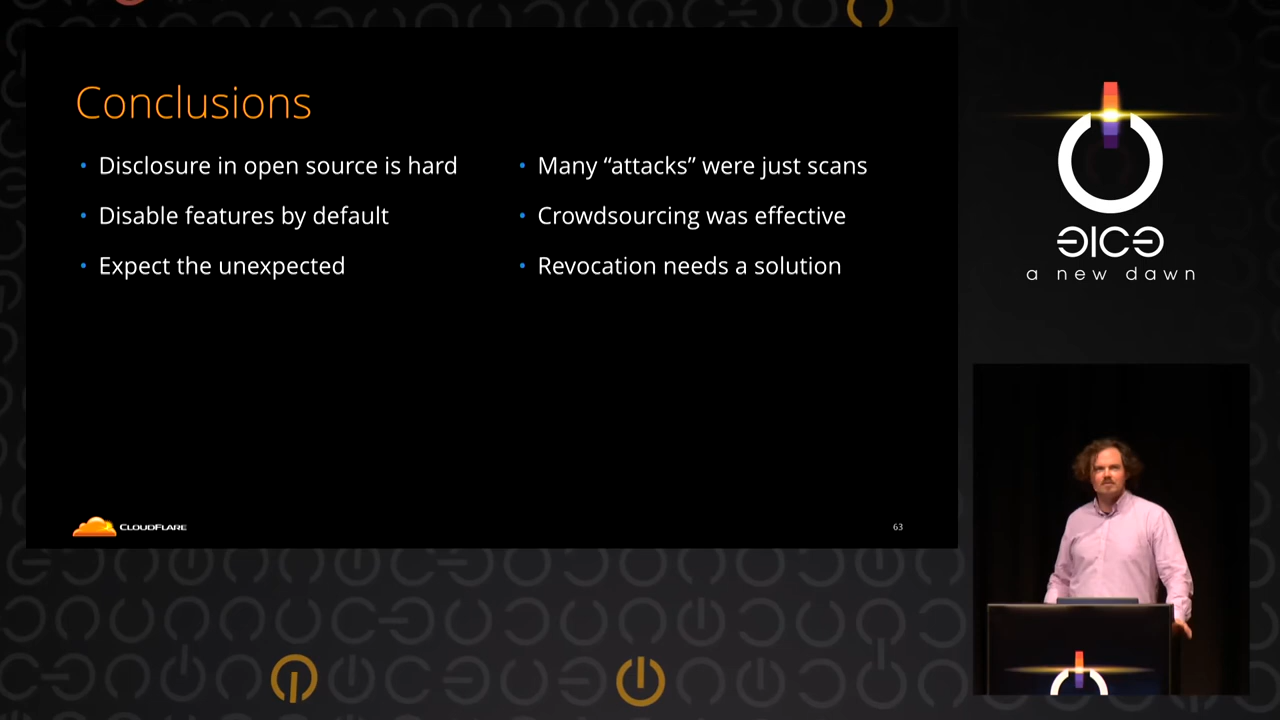 Conclusions
• Disclosure in open source is hard
• Disable features by default
• Expect the unexpected
• Many “attacks” were just scans
• Crowdsourcing was effective
• Revocation needs a solution
CLOUDFLARE
63
31C3
a new dawn